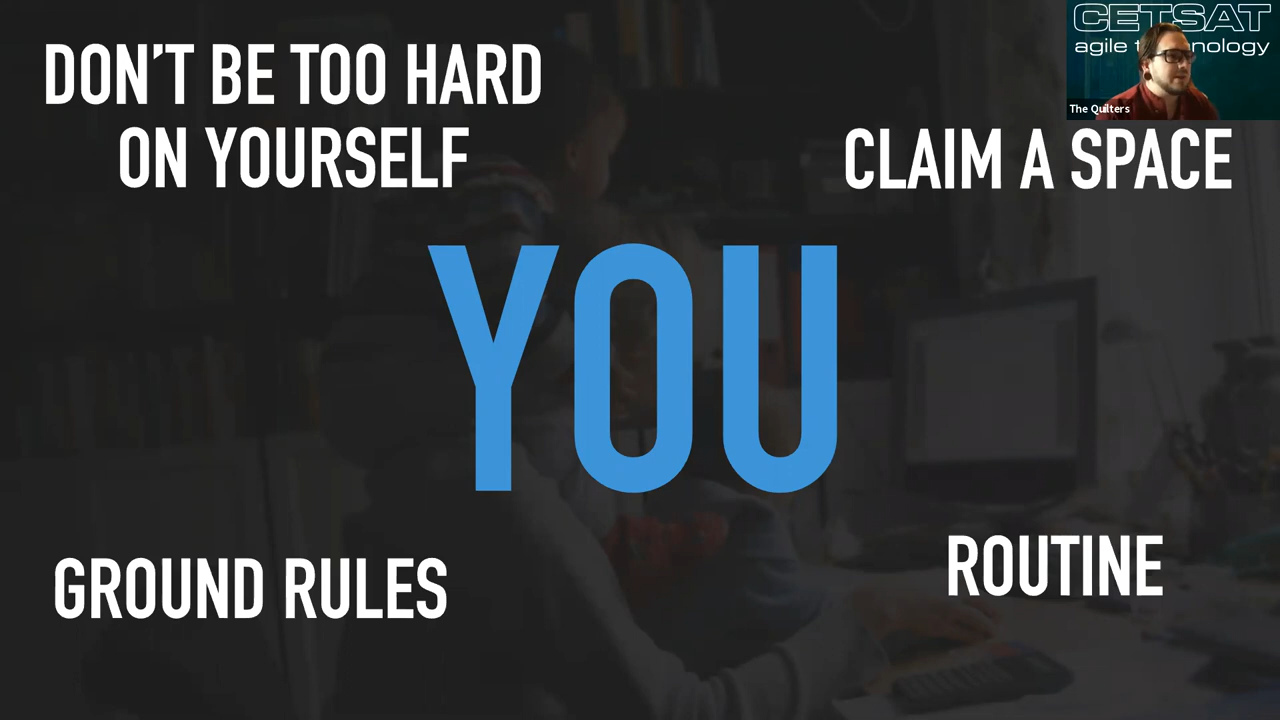 CETSAT
agile t nology
The Quilters
DON'T BE TOO HARD
ON YOURSELF
CLAIM A SPACE
YOU
GROUND RULES
ROUTINE